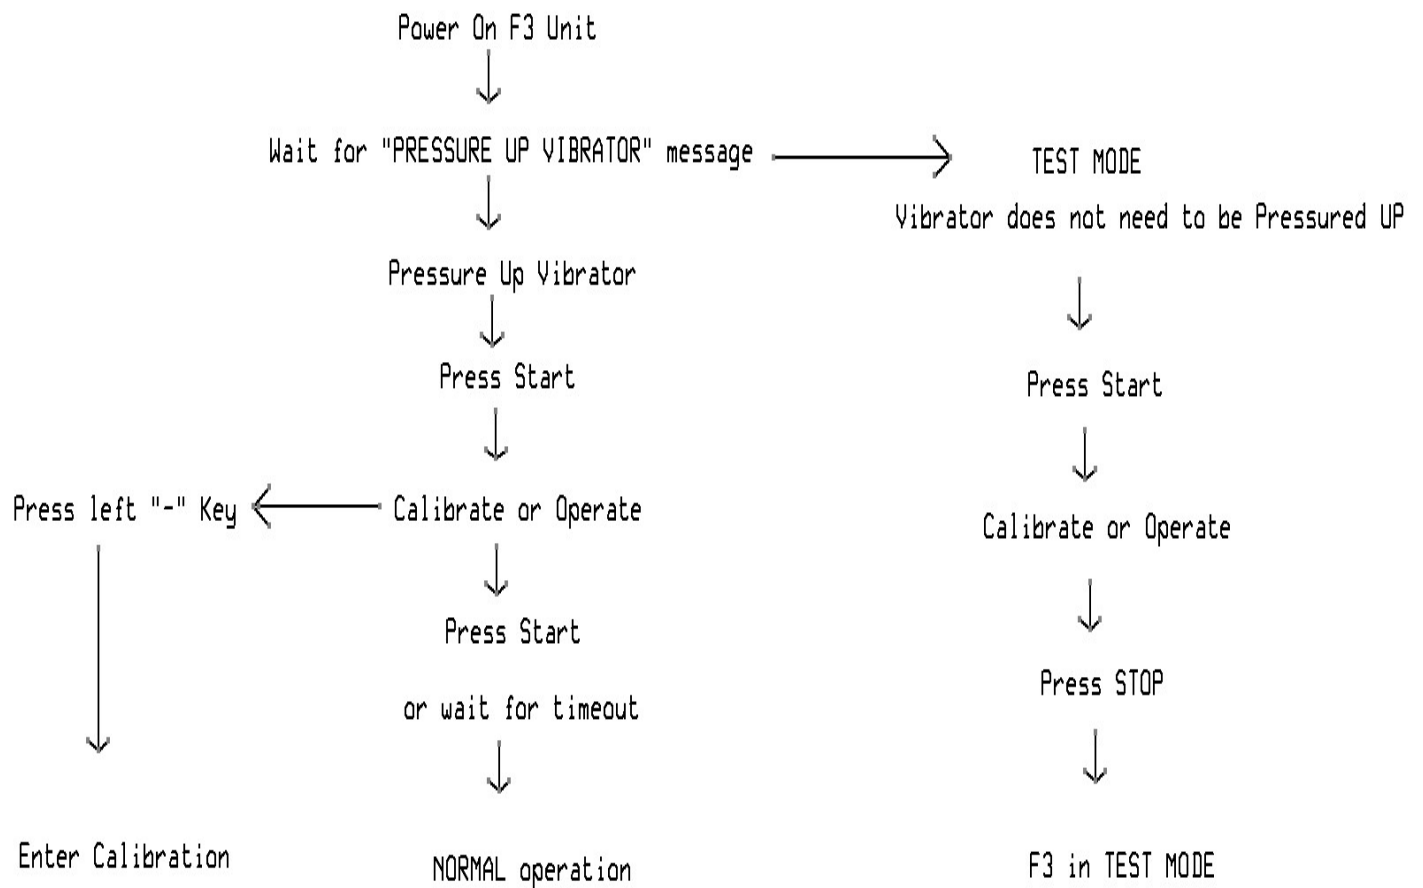 Power On F3 Unit
Wait for "PRESSURE UP VIBRATOR" message
TEST MODE
Vibrator does not need to be Pressured UP
Pressure Up Vibrator
Press Start
Press Start
Press left "-" Key
Calibrate or Operate
Calibrate or Operate
Press Start
or wait for timeout
Press STOP
Enter Calibration
NORMAL operation
F3 in TEST MODE